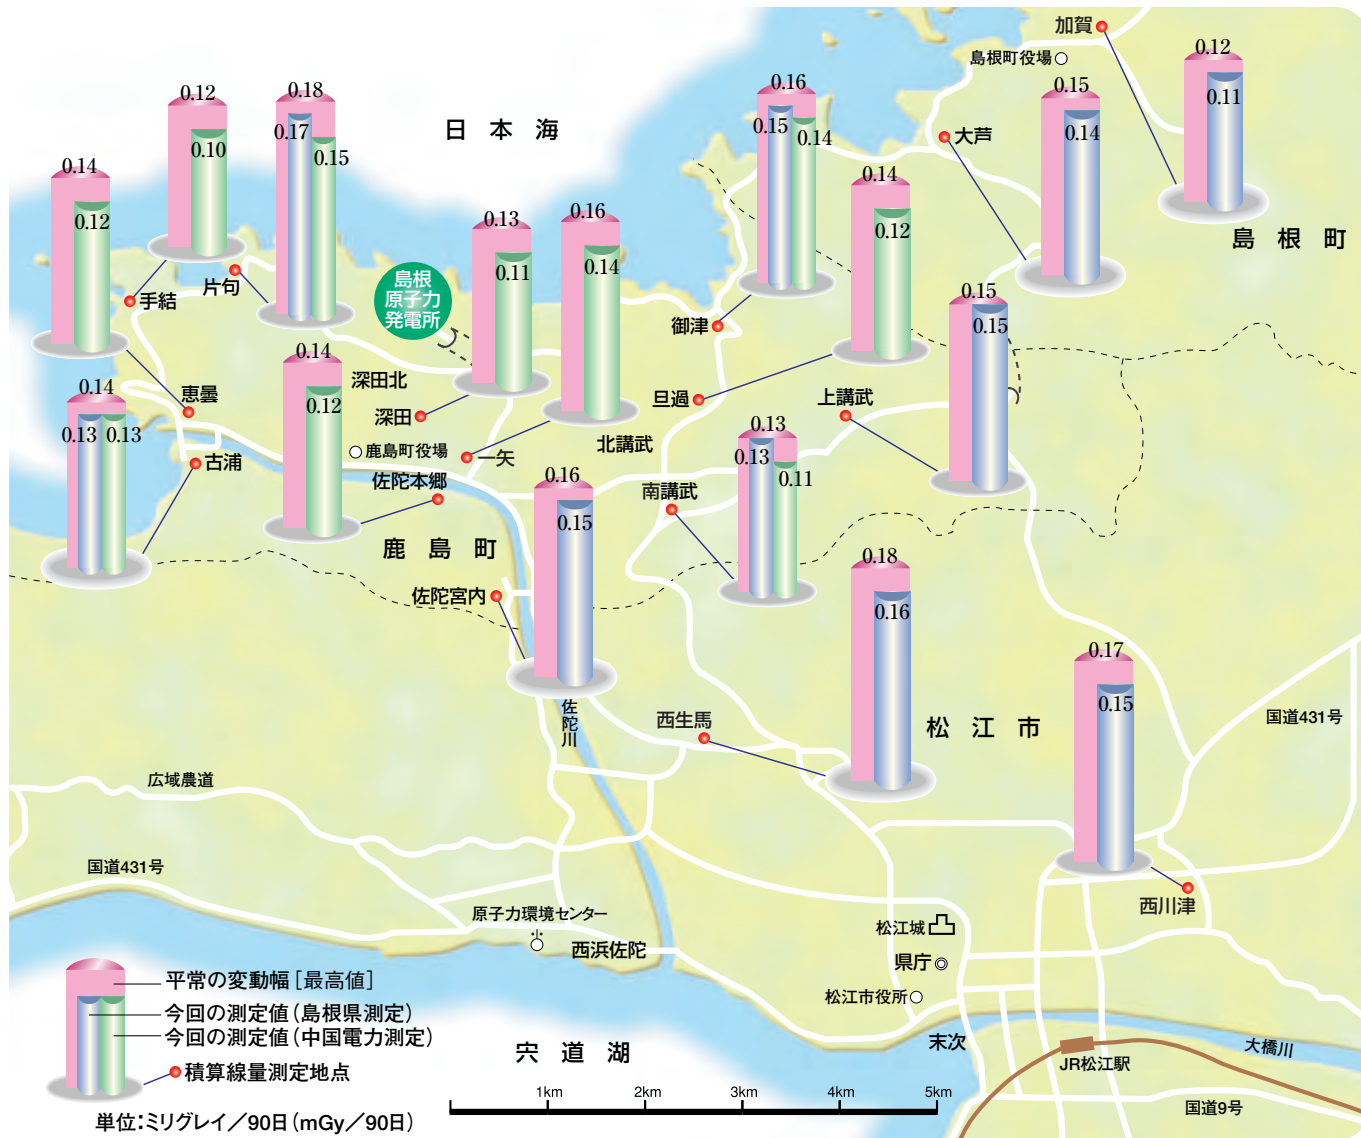 加賀
島根町役場
0.12
0.11
0.12
0.10
0.18
0.17
0.15
日本海
0.16
0.15
0.14
0.15
0.14
大芦
0.14
0.12
0.14
0.12
島根町
0.13
0.11
0.16
0.14
手結
片句
島根
原子力
発電所
御津
0.15
0.15
0.14
0.12
深田北
深田
旦過
上講武
恵曇
0.14
0.13
0.13
古浦
鹿島町役場
一矢
北講武
0.13
0.13
0.11
佐陀本郷
南講武
0.16
0.15
鹿島町
佐陀宮内
0.18
0.16
0.17
0.15
佐陀川
西生馬
松江市
国道431号
広域農道
国道431号
西川津
原子力環境センター
西浜佐陀
松江城
県庁
松江市役所
平常の変動幅[最高値]
今回の測定値(島根県測定)
今回の測定値(中国電力測定)
積算線量測定地点
宍道湖
末次
大橋川
JR松江駅
1km
2km
3km
4km
5km
国道9号
単位:ミリグレイ/90日(mGy/90日)